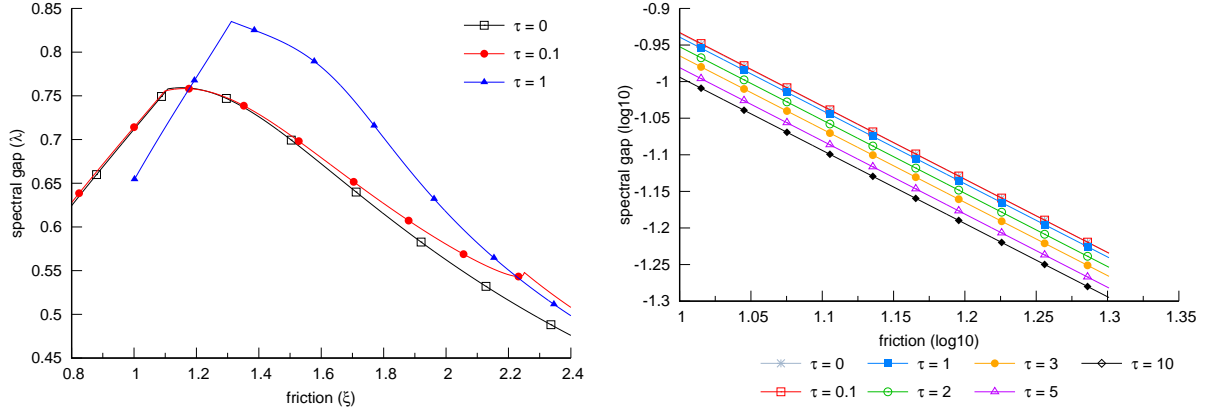 0.85
0.8
0.75
0.7
0.65
0.6
0.55
0.5
0.45
spectral gap (λ)
0.8 1 1.2 1.4 1.6 1.8 2 2.2 2.4
friction (ξ)
τ = 0
τ = 0.1
τ = 1
-0.9
-0.95
-1
-1.05
-1.1
-1.15
-1.2
-1.25
-1.3
spectral gap (log10)
1 1.05 1.1 1.15 1.2 1.25 1.3 1.35
friction (log10)
τ = 0 τ = 1 τ = 3 τ = 10
τ = 0.1 τ = 2 τ = 5